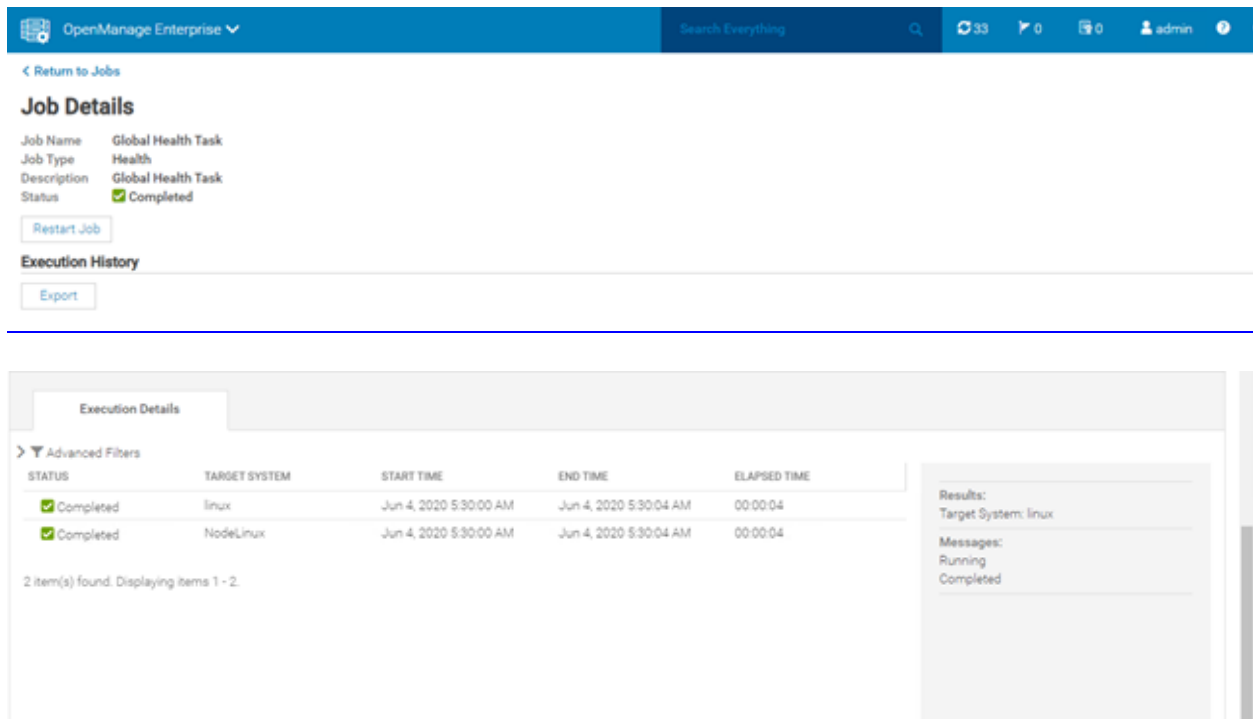 OpenManage Enterprise
Search Everything
33
0
0
admin
?
Return to Jobs
Job Details
Job Name Global Health Task
Job Type Health
Description Global Health Task
Status Completed
Restart Job
Execution History
Export
Execution Details
Advanced Filters
STATUS TARGET SYSTEM START TIME END TIME ELAPSED TIME
Completed linux Jun 4, 2020 5:30:00 AM Jun 4, 2020 5:30:04 AM 00:00:04
Completed NodeLinux Jun 4, 2020 5:30:00 AM Jun 4, 2020 5:30:04 AM 00:00:04
2 item(s) found. Displaying items 1 - 2.
Results:
Target System: linux
Messages:
Running
Completed